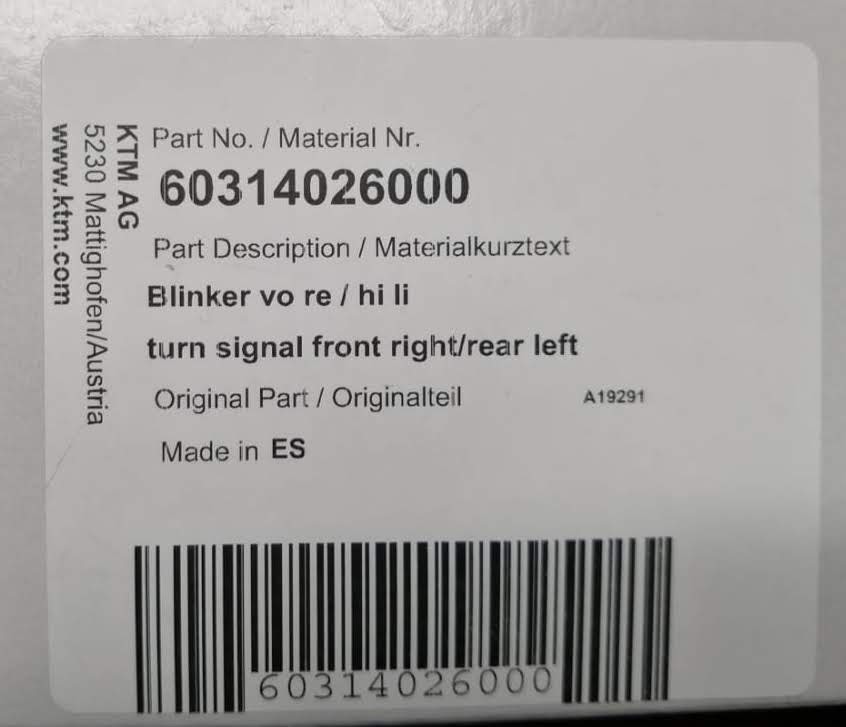 KTM AG
5230 Mattighofen/Austria
www.ktm.com
Part No. / Material Nr.
60314026000
Part Description / Materialkurztext
Blinker vo re / hi li
turn signal front right/rear left
Original Part / Originalteil A19291
Made in ES
60314026000